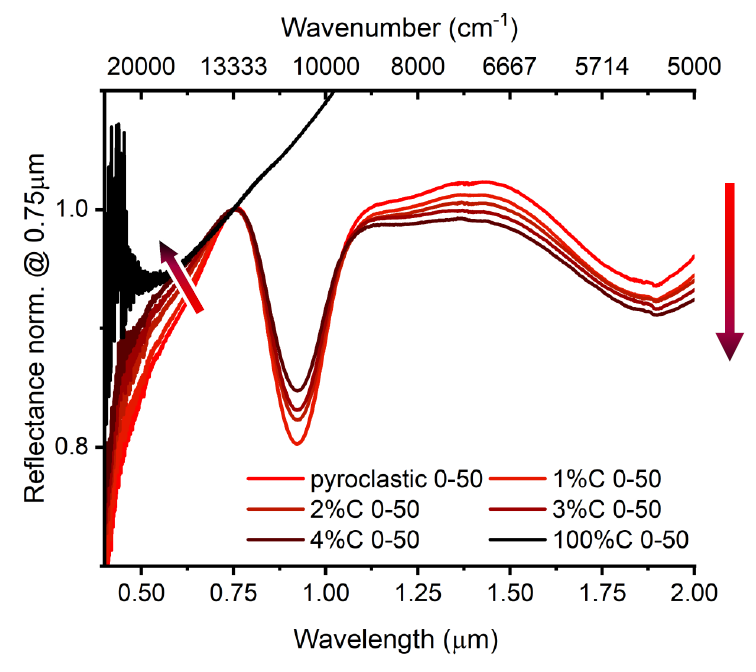 Wavenumber (cm⁻¹)
20000 13333 10000 8000 6667 5714 5000
Reflectance norm. @ 0.75μm
1.0
0.8
pyroclastic 0-50 1%C 0-50
2%C 0-50 3%C 0-50
4%C 0-50 100%C 0-50
0.50 0.75 1.00 1.25 1.50 1.75 2.00
Wavelength (μm)